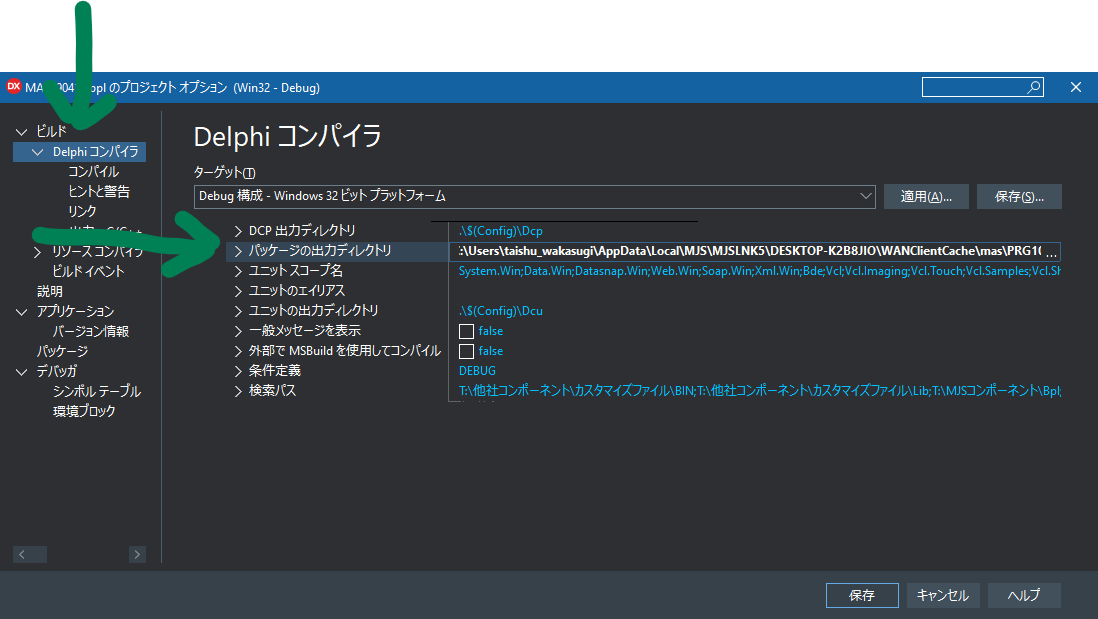 DX のプロジェクト オプション (Win32 - Debug)
ビルド
Delphi コンパイラ
コンパイル
ヒントと警告
リンク
リソース コンパイラ
ビルド イベント
説明
アプリケーション
バージョン情報
パッケージ
デバッガ
シンボル テーブル
環境ブロック
Delphi コンパイラ
ターゲット(T)
Debug 構成 - Windows 32 ビット プラットフォーム
適用(A)...
保存(S)...
DCP 出力ディレクトリ .\$(Config)\Dcp
パッケージの出力ディレクトリ :\Users\taishu_wakasugi\AppData\Local\MJS\MJSLNK5\DESKTOP-K2B8JIO\WANClientCache\mas\PRG10 ...
ユニット スコープ名 System.Win;Data.Win;Datasnap.Win;Web.Win;Soap.Win;Xml.Win;Bde;Vcl;Vcl.Imaging;Vcl.Touch;Vcl.Samples;Vcl.Sh
ユニットのエイリアス
ユニットの出力ディレクトリ .\$(Config)\Dcu
一般メッセージを表示 false
外部で MSBuild を使用してコンパイル false
条件定義 DEBUG
検索パス T:\他社コンポーネント\カスタマイズファイル\BIN;T:\他社コンポーネント\カスタマイズファイル\Lib;T:\MJSコンポーネント\Bpl;
保存
キャンセル
ヘルプ